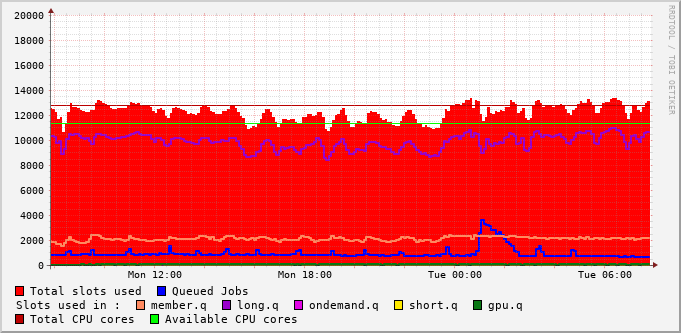 20000
18000
16000
14000
12000
10000
8000
6000
4000
2000
0
Mon 12:00 Mon 18:00 Tue 00:00 Tue 06:00
RRDTOOL / TOBI OETIKER
Total slots used Queued Jobs
Slots used in : member.q long.q ondemand.q short.q gpu.q
Total CPU cores Available CPU cores